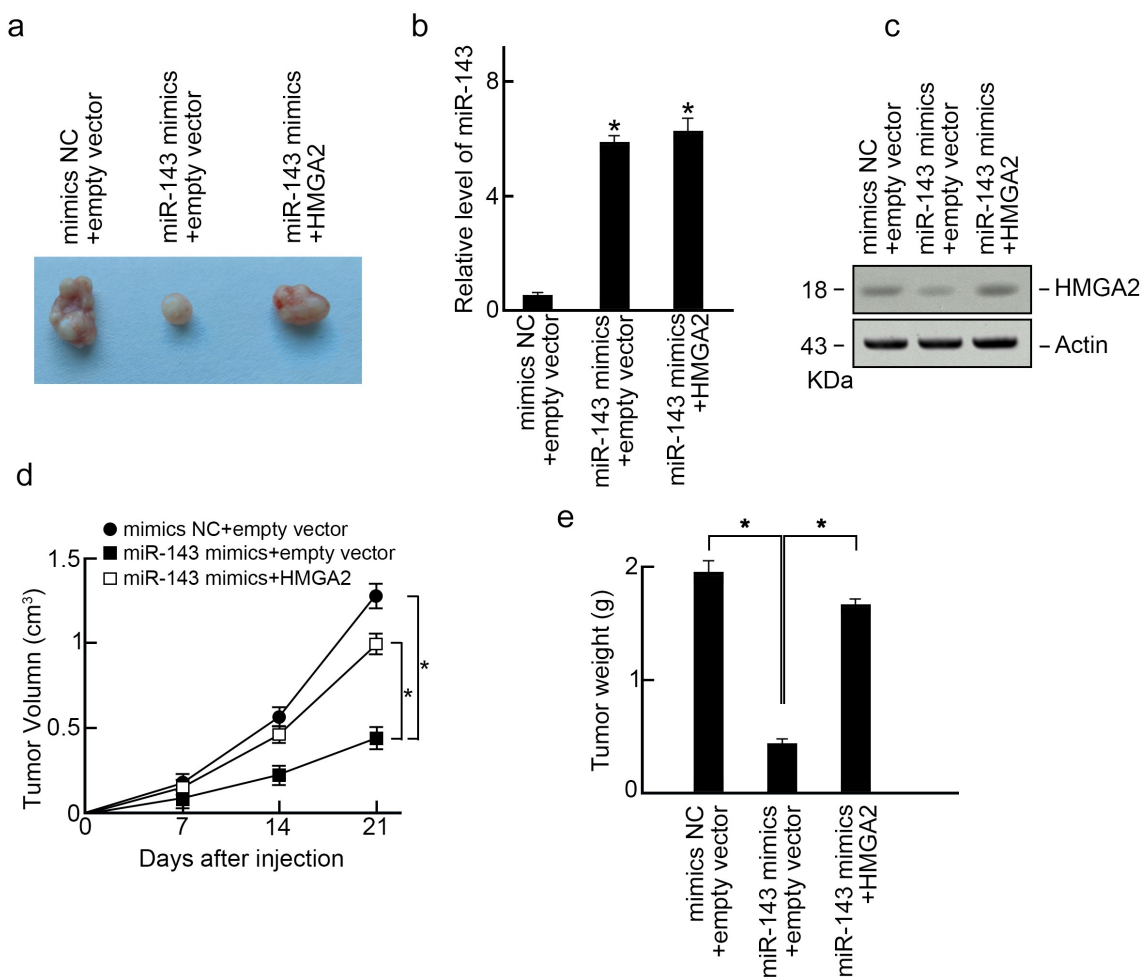 a
mimics NC
+empty vector
miR-143 mimics
+empty vector
miR-143 mimics
+HMGA2
b
Relative level of miR-143
8
4
0
*
*
mimics NC
+empty vector
miR-143 mimics
+empty vector
miR-143 mimics
+HMGA2
c
mimics NC
+empty vector
miR-143 mimics
+empty vector
miR-143 mimics
+HMGA2
18 – – HMGA2
43 – – Actin
KDa
d
mimics NC+empty vector
miR-143 mimics+empty vector
miR-143 mimics+HMGA2
Tumor Volumn (cm³)
1.5
1
0.5
0
*
*
0 7 14 21
Days after injection
e
* *
Tumor weight (g)
2
1
0
mimics NC
+empty vector
miR-143 mimics
+empty vector
miR-143 mimics
+HMGA2